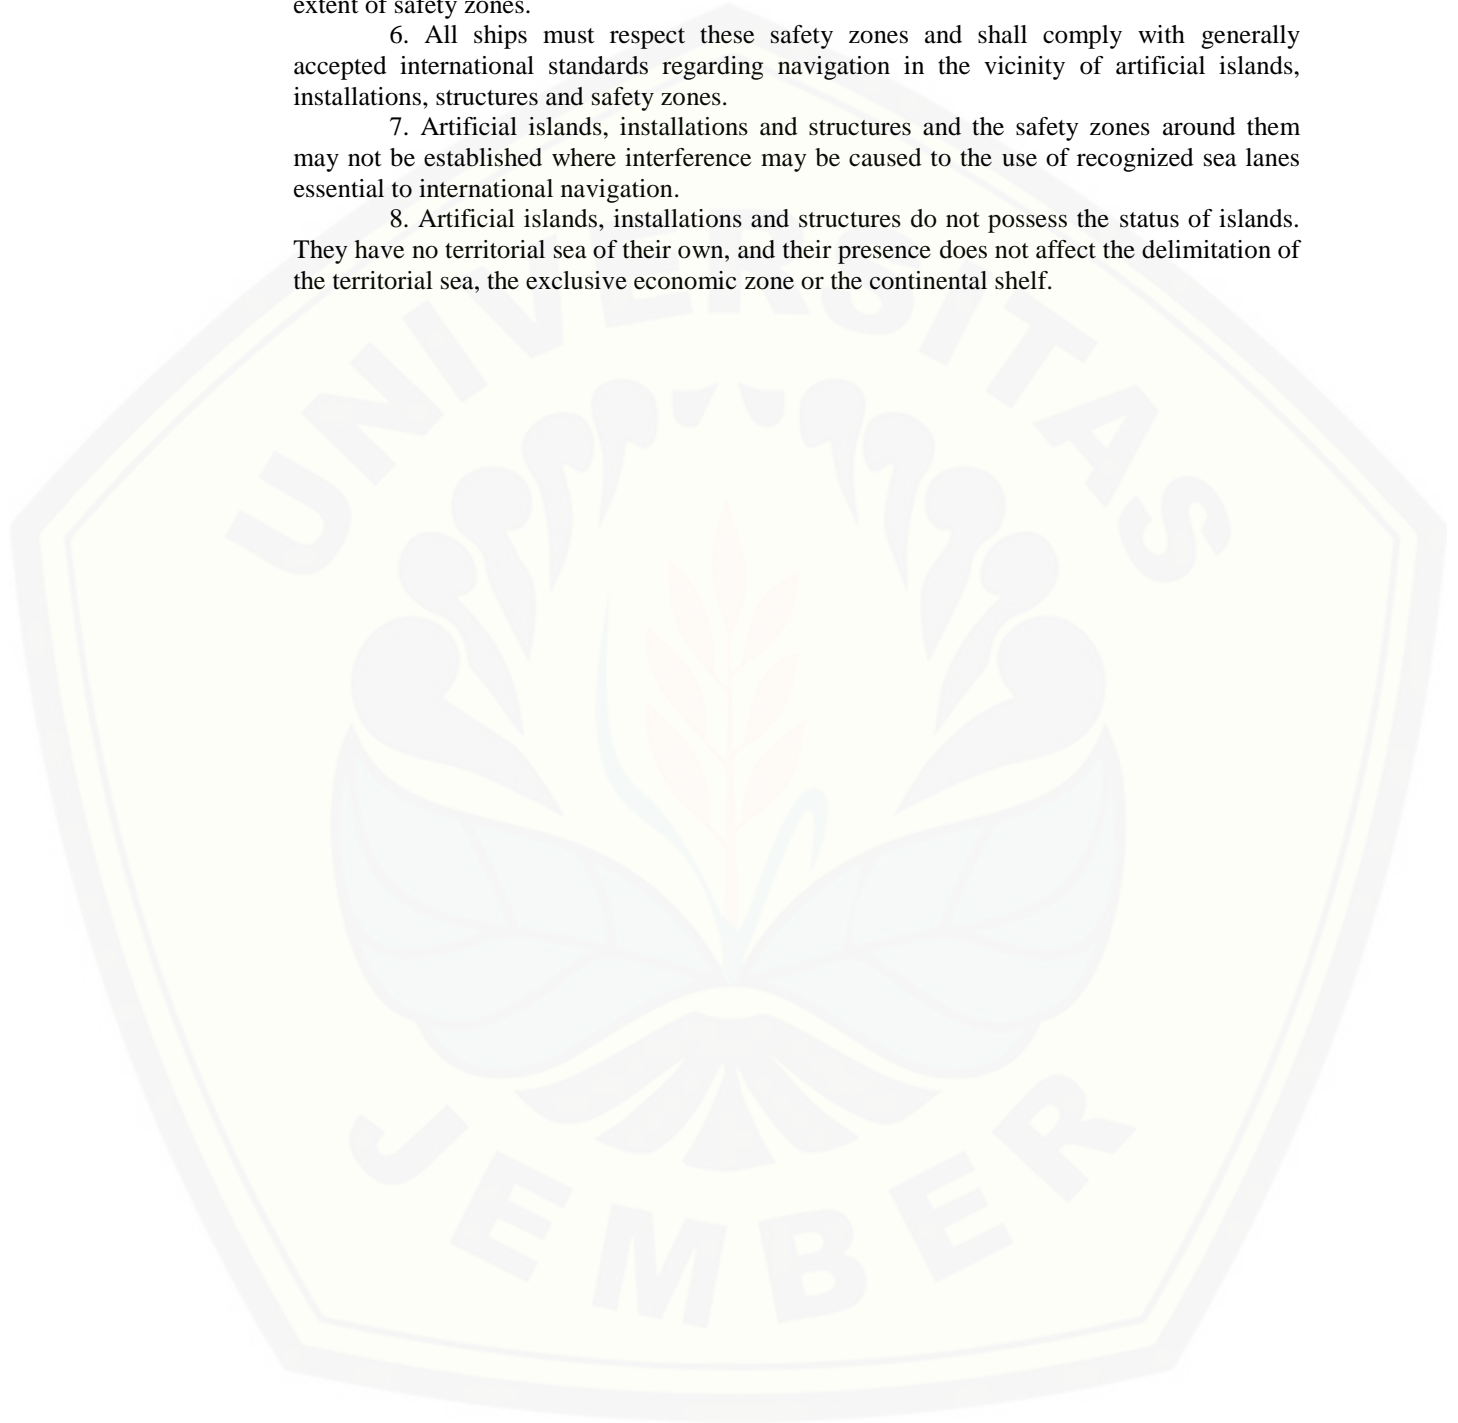 extent of safety zones.
6. All ships must respect these safety zones and shall comply with generally
accepted international standards regarding navigation in the vicinity of artificial islands,
installations, structures and safety zones.
7. Artificial islands, installations and structures and the safety zones around them
may not be established where interference may be caused to the use of recognized sea lanes
essential to international navigation.
8. Artificial islands, installations and structures do not possess the status of islands.
They have no territorial sea of their own, and their presence does not affect the delimitation of
the territorial sea, the exclusive economic zone or the continental shelf.
UNIVERSITAS
JEMBER